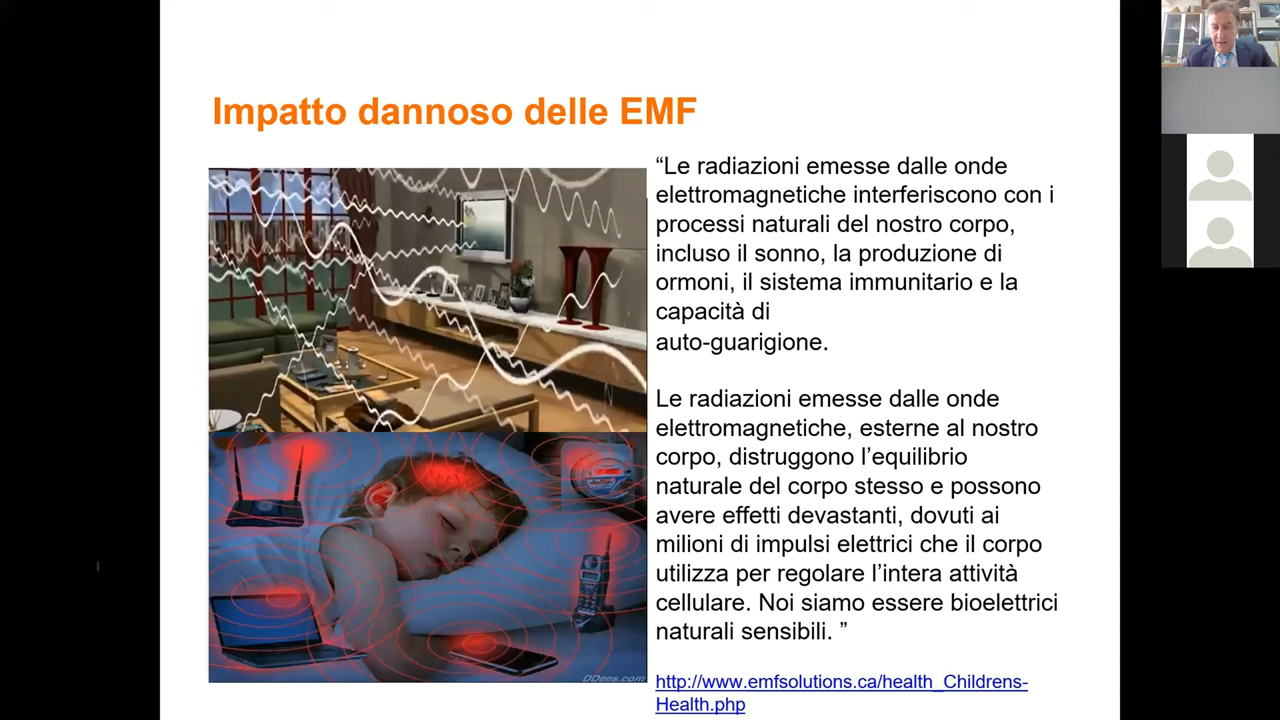 Impatto dannoso delle EMF
“Le radiazioni emesse dalle onde
elettromagnetiche interferiscono con i
processi naturali del nostro corpo,
incluso il sonno, la produzione di
ormoni, il sistema immunitario e la
capacità di
auto-guarigione.
Le radiazioni emesse dalle onde
elettromagnetiche, esterne al nostro
corpo, distruggono l’equilibrio
naturale del corpo stesso e possono
avere effetti devastanti, dovuti ai
milioni di impulsi elettrici che il corpo
utilizza per regolare l’intera attività
cellulare. Noi siamo essere bioelettrici
naturali sensibili. ”
http://www.emfsolutions.ca/health_Childrens-
Health.php
DDees.com